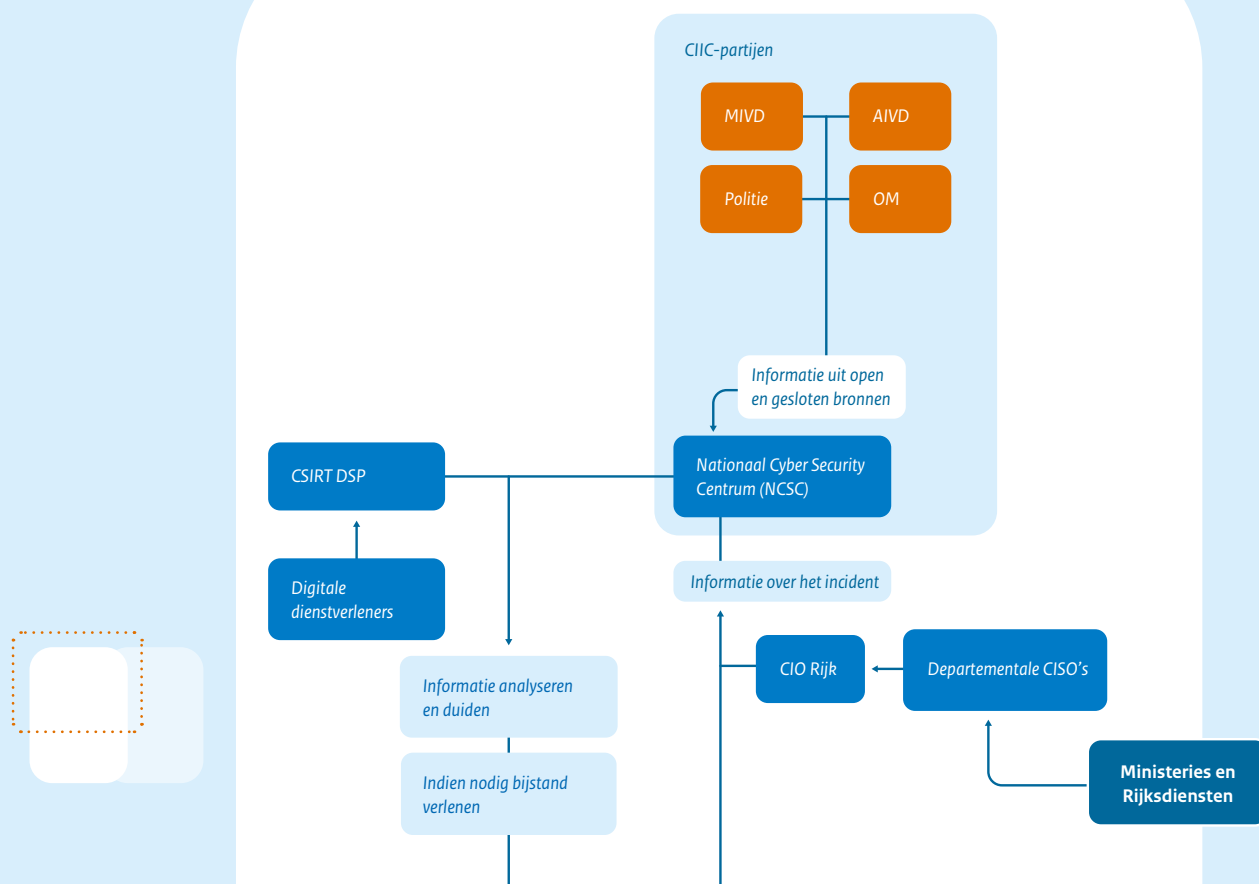 CIIC-partijen
MIVD
AIVD
Politie
OM
Informatie uit open
en gesloten bronnen
Nationaal Cyber Security
Centrum (NCSC)
CSIRT DSP
Digitale
dienstverleners
Informatie over het incident
CIO Rijk
Departementale CISO's
Informatie analyseren
en duiden
Ministeries en
Rijksdiensten
Indien nodig bijstand
verlenen